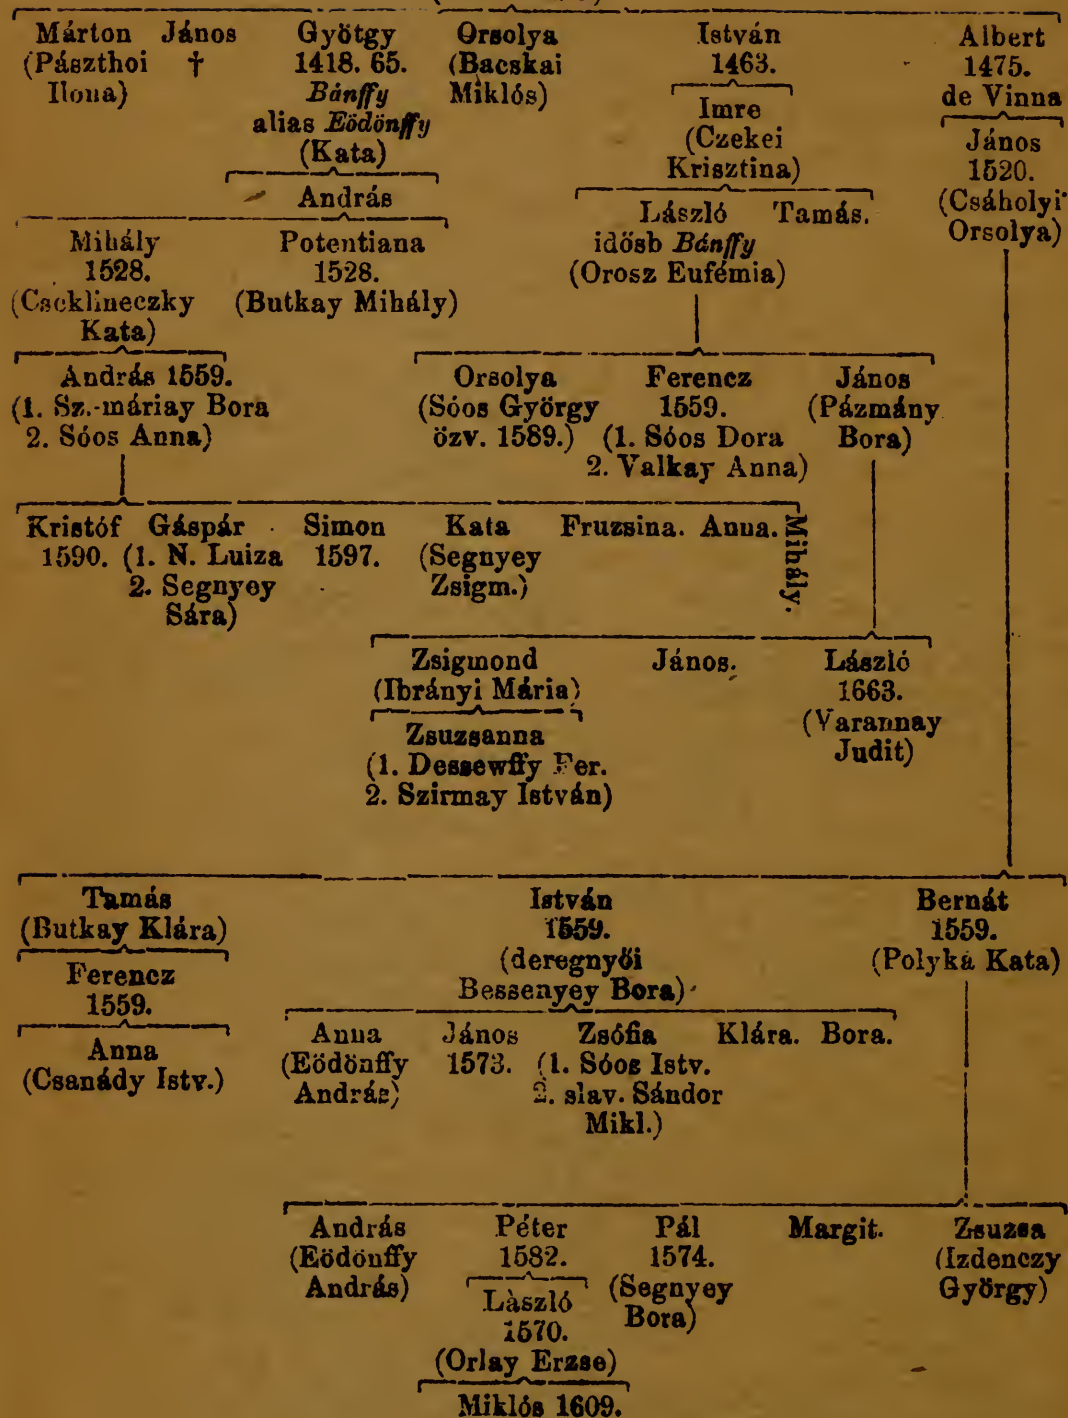 Márton János György Orsolya István Albert
(Pászthoi † 1418. 65. (Bacskai 1463. 1475.
Ilona) Bánffy Miklós) Imre de Vinna
alias Eödönffy (Czekei János
(Kata) Krisztina) 1520.
András László Tamás. (Csáholyi
Mihály Potentiana idősb Bánffy Orsolya)
1528. 1528. (Orosz Eufémia)
(Cseklineczky (Butkay Mihály)
Kata)
András 1559. Orsolya Ferencz János
(1. Sz.-máriay Bora (Sóos György 1559. (Pázmány
2. Sóos Anna) özv. 1589.) (1. Sóos Dora Bora)
2. Valkay Anna)
Kristóf Gáspár Simon Kata Fruzsina. Anna. Mihály.
1590. (1. N. Luiza 1597. (Segnyey
2. Segnyey Zsigm.)
Sára)
Zsigmond János. László
(Ibrányi Mária) 1663.
Zsuzsanna (Varannay
(1. Dessewffy Fer. Judit)
2. Szirmay István)
Tamás István Bernát
(Butkay Klára) 1559. 1559.
Ferencz (deregnyői (Polyká Kata)
1559. Bessenyey Bora)
Anna Anna János Zsófia Klára. Bora.
(Csanády Istv.) (Eödönffy 1573. (1. Sóos Istv.
András) 2. slav. Sándor
Mikl.)
András Péter Pál Margit. Zsuzsa
(Eödönffy 1582. 1574. (Izdenczy
András) Làszló (Segnyey György)
1570. Bora)
(Orlay Erzse)
Miklós 1609.